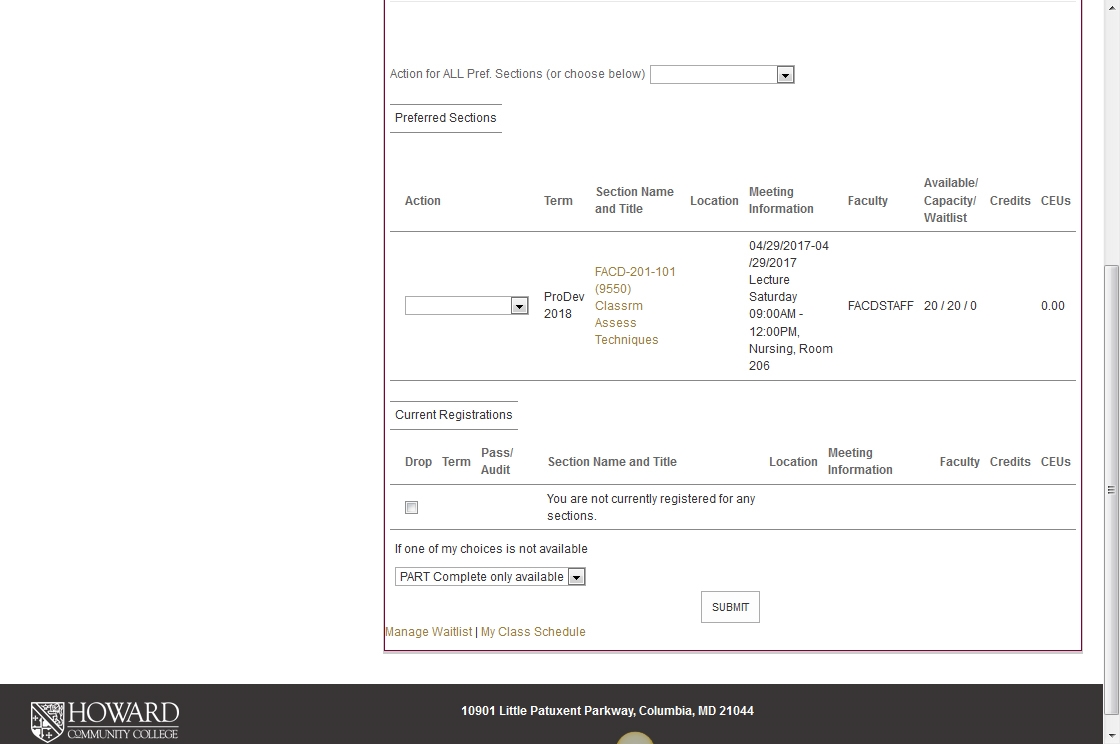 Action for ALL Pref. Sections (or choose below)
Preferred Sections
Action Term Section Name and Title Location Meeting Information Faculty Available/ Capacity/ Waitlist Credits CEUs
ProDev 2018
FACD-201-101
(9550)
Classrm
Assess
Techniques
04/29/2017-04
/29/2017
Lecture
Saturday
09:00AM -
12:00PM,
Nursing, Room
206
FACDSTAFF 20 / 20 / 0 0.00
Current Registrations
Drop Term Pass/ Audit Section Name and Title Location Meeting Information Faculty Credits CEUs
You are not currently registered for any
sections.
If one of my choices is not available
PART Complete only available
SUBMIT
Manage Waitlist | My Class Schedule
HOWARD
COMMUNITY COLLEGE
10901 Little Patuxent Parkway, Columbia, MD 21044